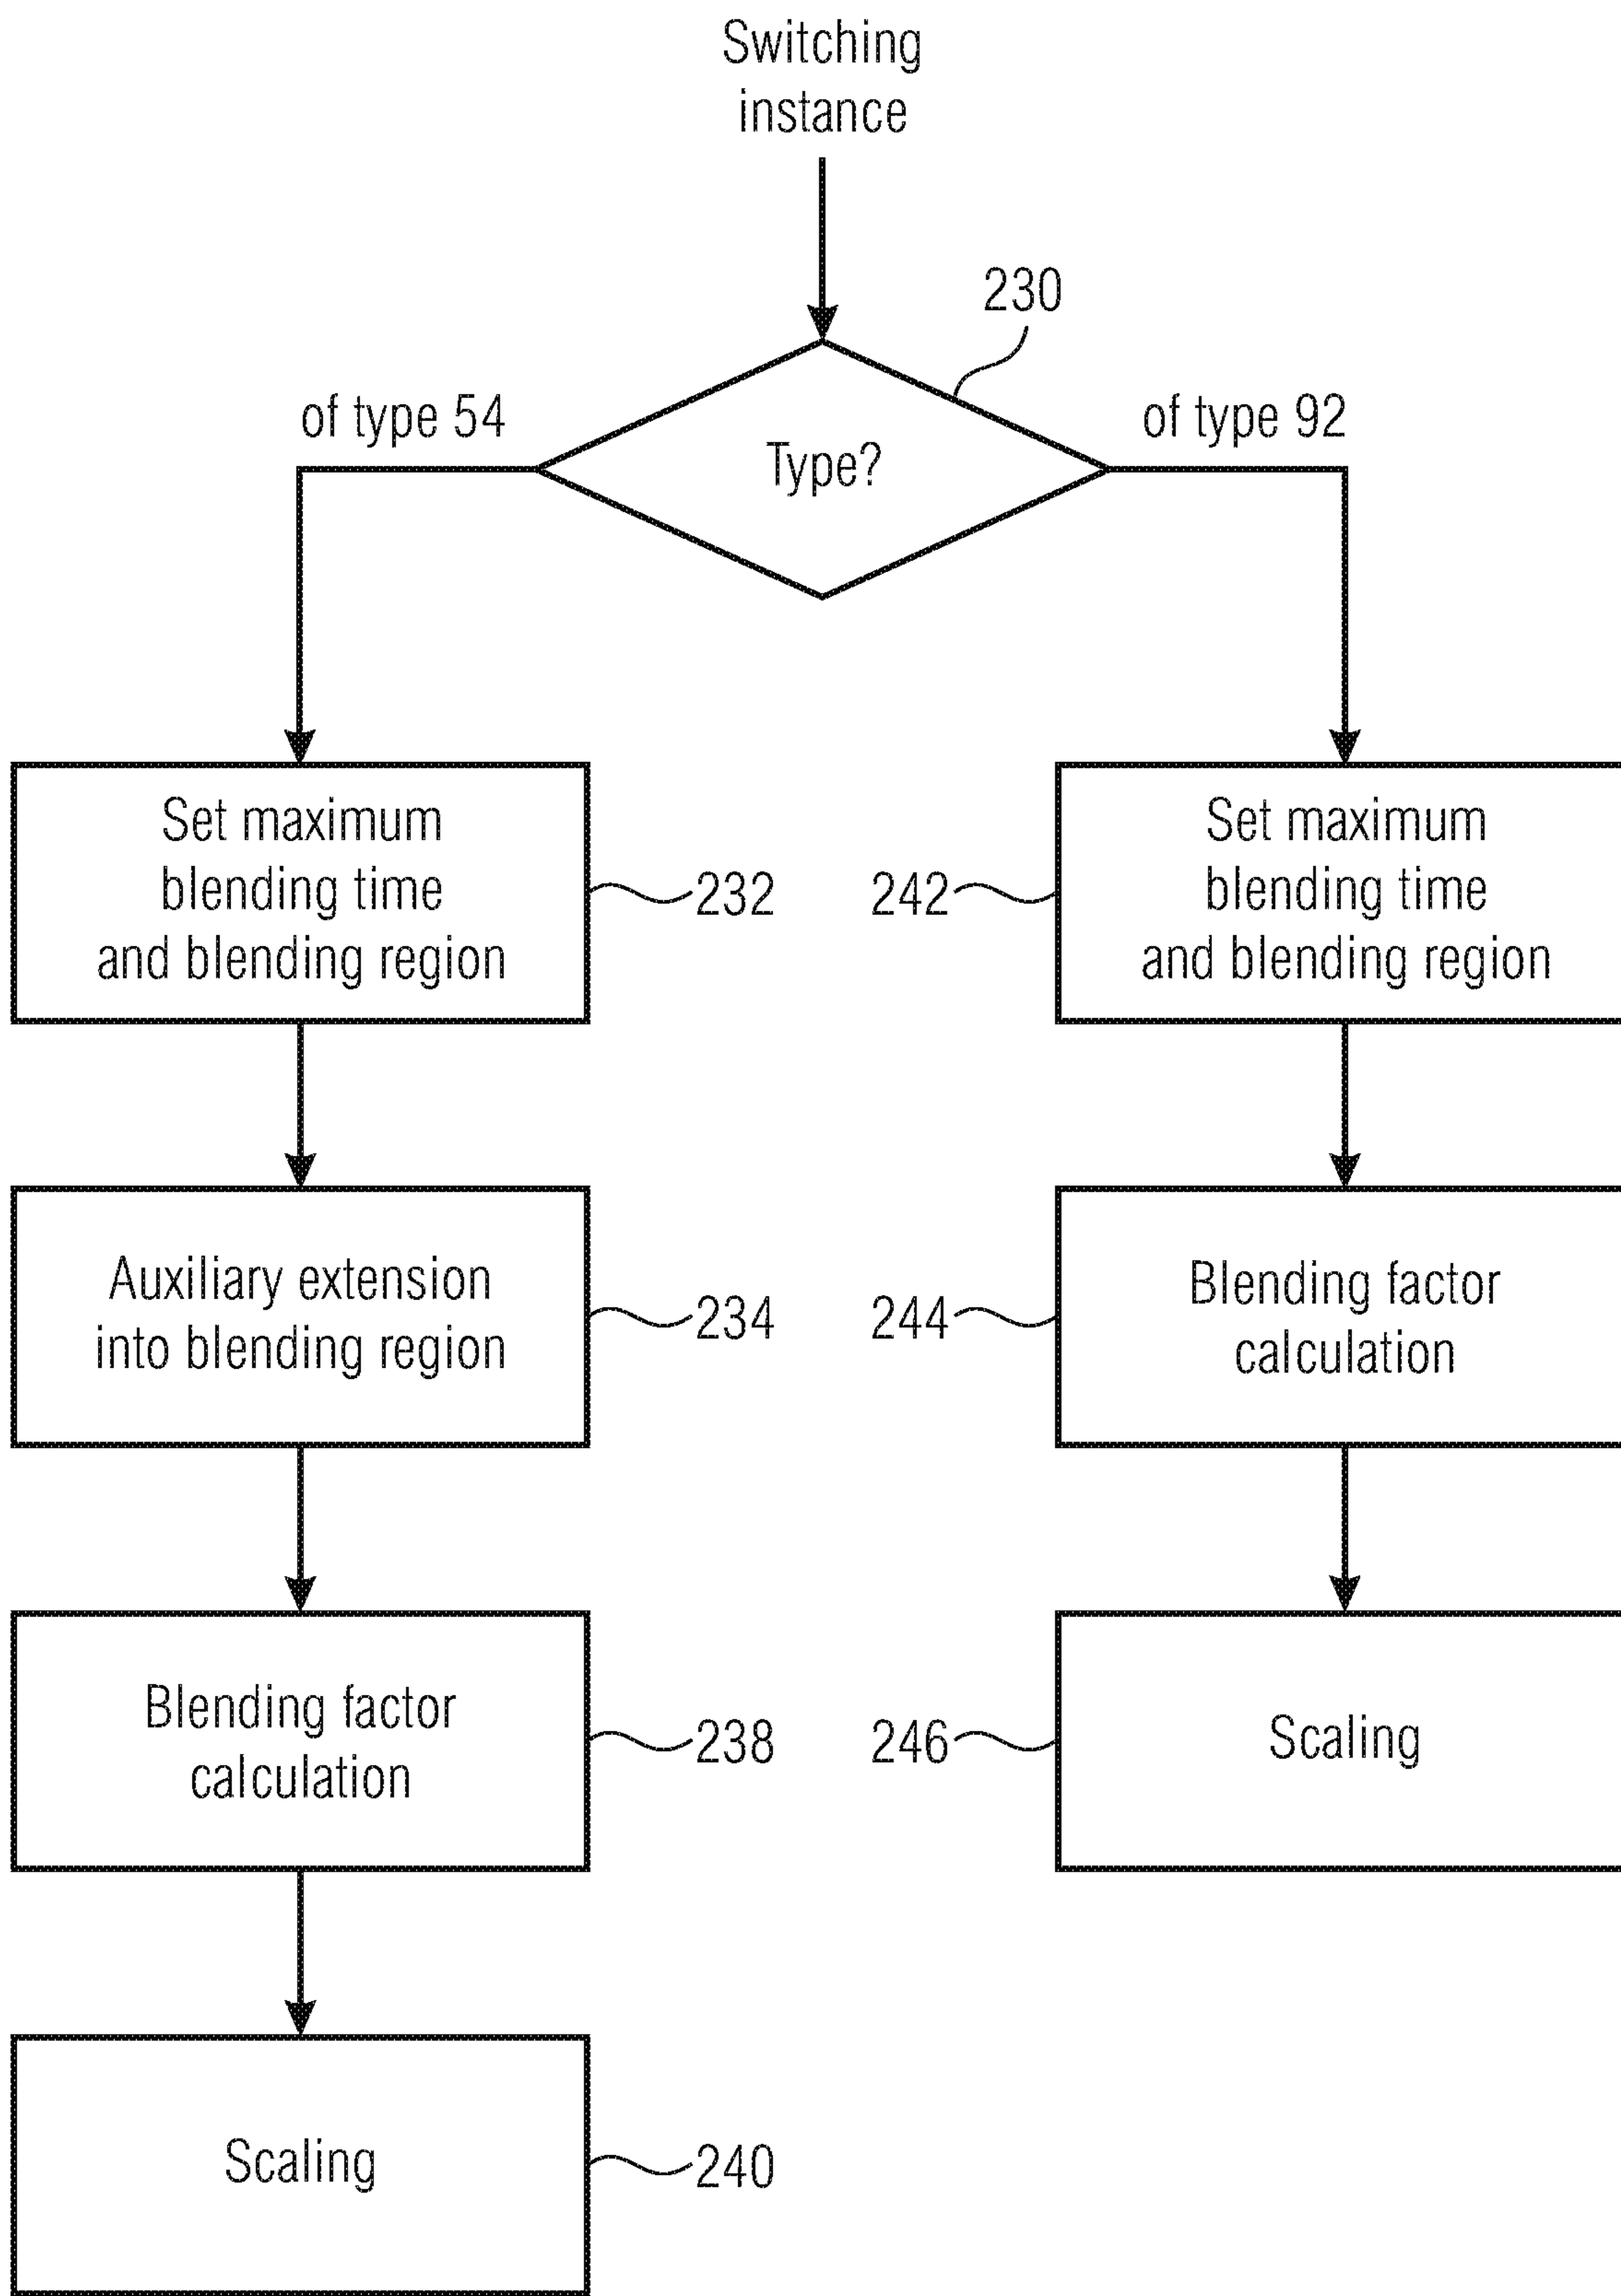 Switching
instance
230
of type 54
Type?
of type 92
Set maximum
blending time
and blending region
232
242
Set maximum
blending time
and blending region
Auxiliary extension
into blending region
234
244
Blending factor
calculation
Blending factor
calculation
238
246
Scaling
Scaling
240